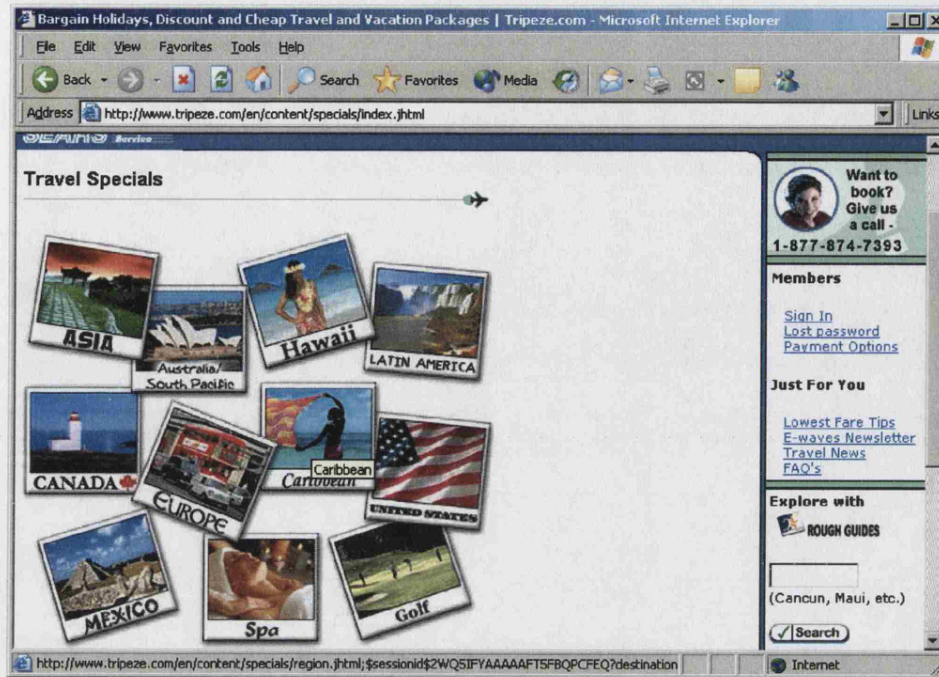 Bargain Holidays, Discount and Cheap Travel and Vacation Packages | Tripeze.com - Microsoft Internet Explorer
File Edit View Favorites Tools Help
Back Search Favorites Media
Address http://www.tripeze.com/en/content/specials/index.jhtml Links
SEARS Service
Travel Specials
ASIA
Australia/
South Pacific
Hawaii
LATIN AMERICA
CANADA
EUROPE
Caribbean
Caribbean
UNITED STATES
MEXICO
Spa
Golf
Want to
book?
Give us
a call -
1-877-874-7393
Members
Sign In
Lost password
Payment Options
Just For You
Lowest Fare Tips
E-waves Newsletter
Travel News
FAQ's
Explore with
ROUGH GUIDES
(Cancun, Maui, etc.)
Search
http://www.tripeze.com/en/content/specials/region.jhtml;$sessionid$2WQ5IFYAAAAAFT5FBQPCFEQ?destination Internet